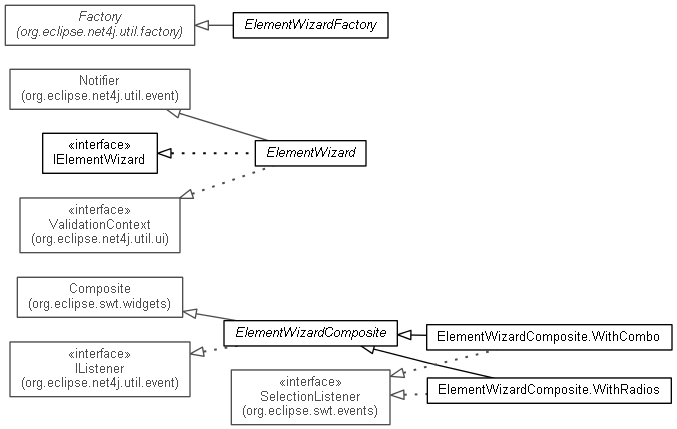 Factory
(org.eclipse.net4j.util.factory)
ElementWizardFactory
Notifier
(org.eclipse.net4j.util.event)
«interface»
IElementWizard
ElementWizard
«interface»
ValidationContext
(org.eclipse.net4j.util.ui)
Composite
(org.eclipse.swt.widgets)
ElementWizardComposite
ElementWizardComposite.WithCombo
«interface»
IListener
(org.eclipse.net4j.util.event)
«interface»
SelectionListener
(org.eclipse.swt.events)
ElementWizardComposite.WithRadios